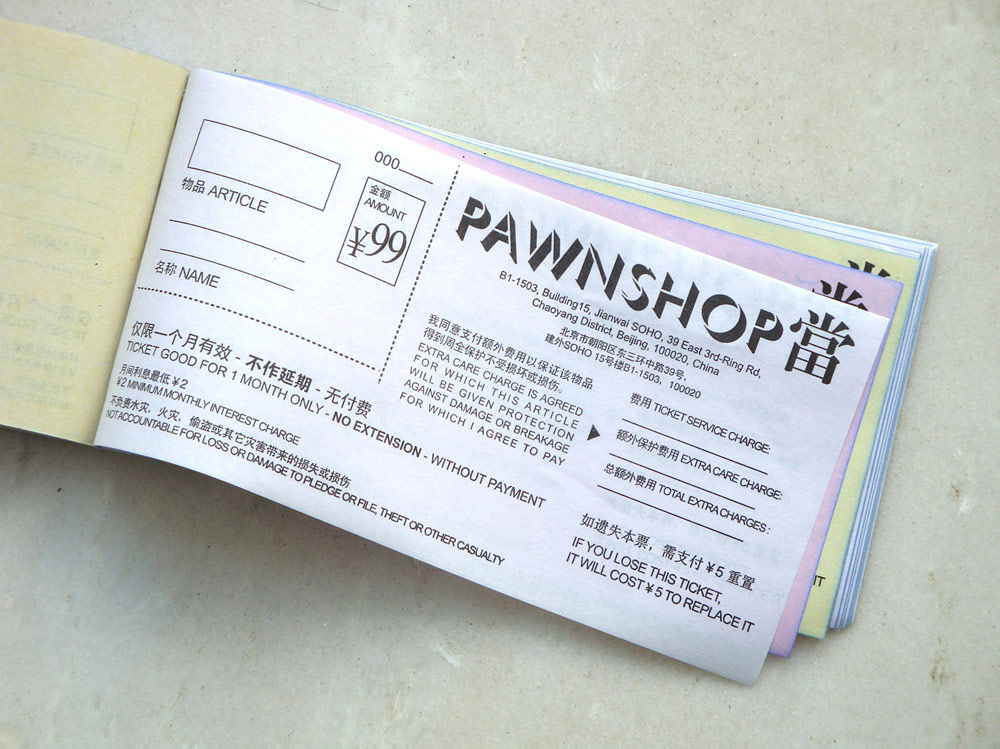 000
物品 ARTICLE
金额
AMOUNT
¥99
名称 NAME
仅限一个月有效 - 不作延期 - 无付费
TICKET GOOD FOR 1 MONTH ONLY - NO EXTENSION - WITHOUT PAYMENT
月间利息最低 ¥2
¥2 MINIMUM MONTHLY INTEREST CHARGE
不负责水灾，火灾，偷盗或其它灾害带来的损失或损伤
NOT ACCOUNTABLE FOR LOSS OR DAMAGE TO PLEDGE OR FILE, THEFT OR OTHER CASUALTY
PAWNSHOP當
B1-1503, Building15, Jianwai SOHO, 39 East 3rd-Ring Rd,
Chaoyang District, Beijing, 100020, China
北京市朝阳区东三环中路39号,
建外SOHO 15号楼B1-1503，100020
我同意支付额外费用以保证该物品
得到周全保护不受损坏或损伤.
EXTRA CARE CHARGE IS AGREED
FOR WHICH THIS ARTICLE
WILL BE GIVEN PROTECTION
AGAINST DAMAGE OR BREAKAGE
FOR WHICH I AGREE TO PAY
费用 TICKET SERVICE CHARGE:
额外保护费用 EXTRA CARE CHARGE:
总额外费用 TOTAL EXTRA CHARGES :
如遗失本票，需支付 ¥5 重置
IF YOU LOSE THIS TICKET,
IT WILL COST ¥5 TO REPLACE IT
IT